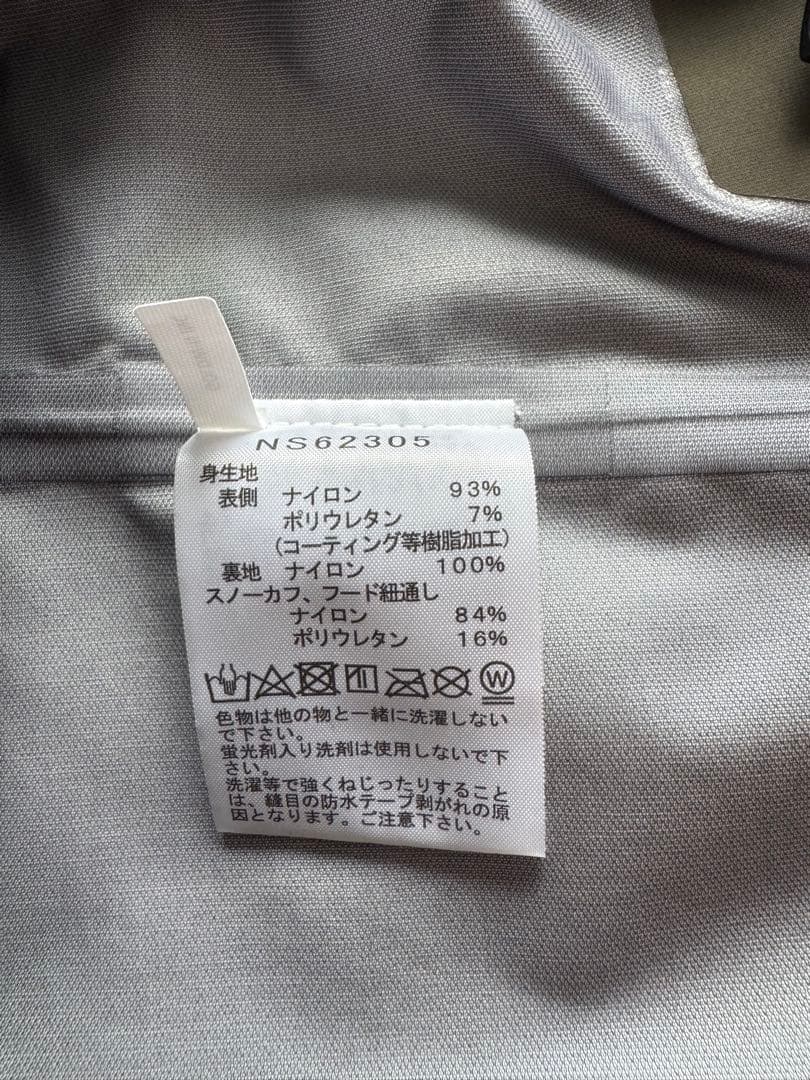 NS62305
身生地
表側 ナイロン 93%
ポリウレタン 7%
(コーティング等樹脂加工)
裏地 ナイロン 100%
スノーカフ、フード紐通し
ナイロン 84%
ポリウレタン 16%
W
色物は他の物と一緒に洗濯しない
で下さい。
蛍光剤入り洗剤は使用しないで下
さい。
洗濯等で強くねじったりすること
は、縫目の防水テープ剥がれの原
因となります。ご注意下さい。